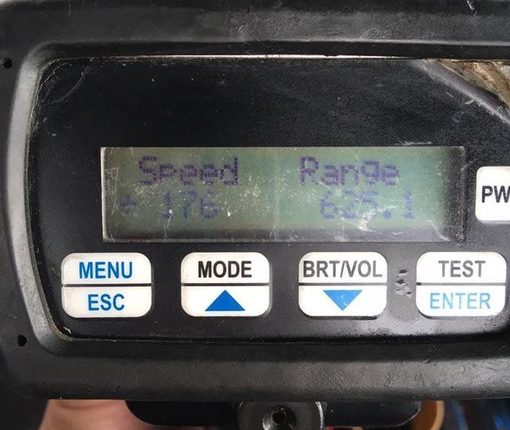 Speed Range
+ 176 625.1
PW
MENU MODE BRT/VOL TEST
ESC ENTER